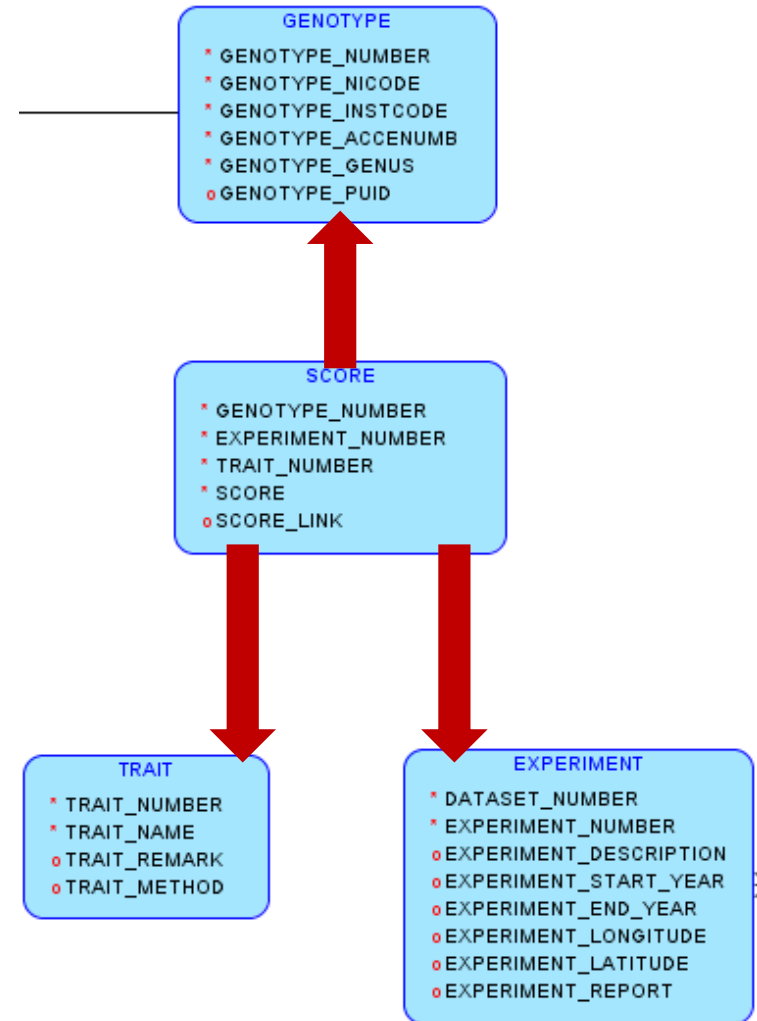 GENOTYPE
* GENOTYPE_NUMBER
* GENOTYPE_NICODE
* GENOTYPE_INSTCODE
* GENOTYPE_ACCENUMB
* GENOTYPE_GENUS
o GENOTYPE_PUID
SCORE
* GENOTYPE_NUMBER
* EXPERIMENT_NUMBER
* TRAIT_NUMBER
* SCORE
o SCORE_LINK
TRAIT
* TRAIT_NUMBER
* TRAIT_NAME
o TRAIT_REMARK
o TRAIT_METHOD
EXPERIMENT
* DATASET_NUMBER
* EXPERIMENT_NUMBER
o EXPERIMENT_DESCRIPTION
o EXPERIMENT_START_YEAR
o EXPERIMENT_END_YEAR
o EXPERIMENT_LONGITUDE
o EXPERIMENT_LATITUDE
o EXPERIMENT_REPORT